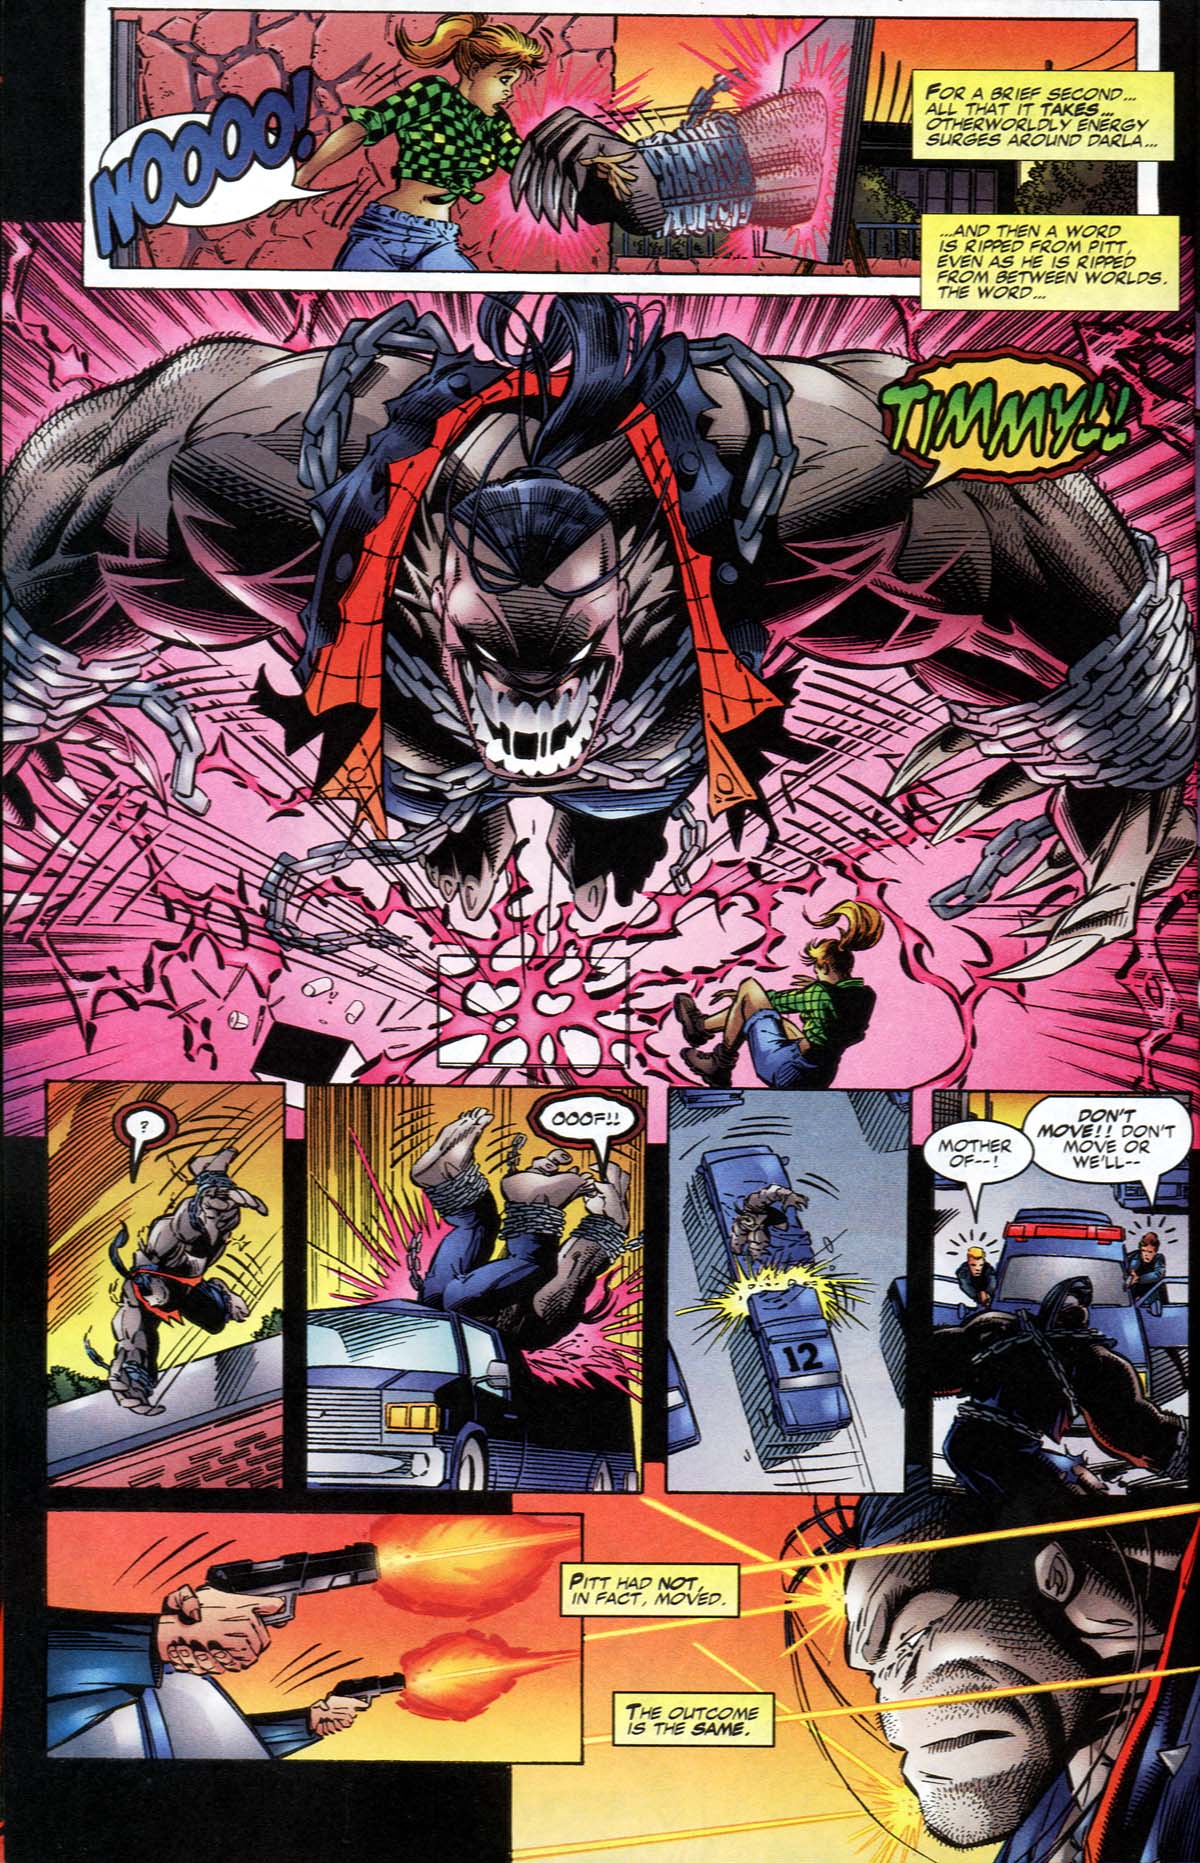 NOOOO!
FOR A BRIEF SECOND...
ALL THAT IT TAKES...
OTHERWORLDLY ENERGY
SURGES AROUND DARLA...
...AND THEN A WORD
IS RIPPED FROM PITT,
EVEN AS HE IS RIPPED
FROM BETWEEN WORLDS.
THE WORD...
TIMMY!!
?
OOOF!!
12
MOTHER
OF--!
DON'T
MOVE!! DON'T
MOVE OR
WE'LL--
PITT HAD NOT,
IN FACT, MOVED.
THE OUTCOME
IS THE SAME.